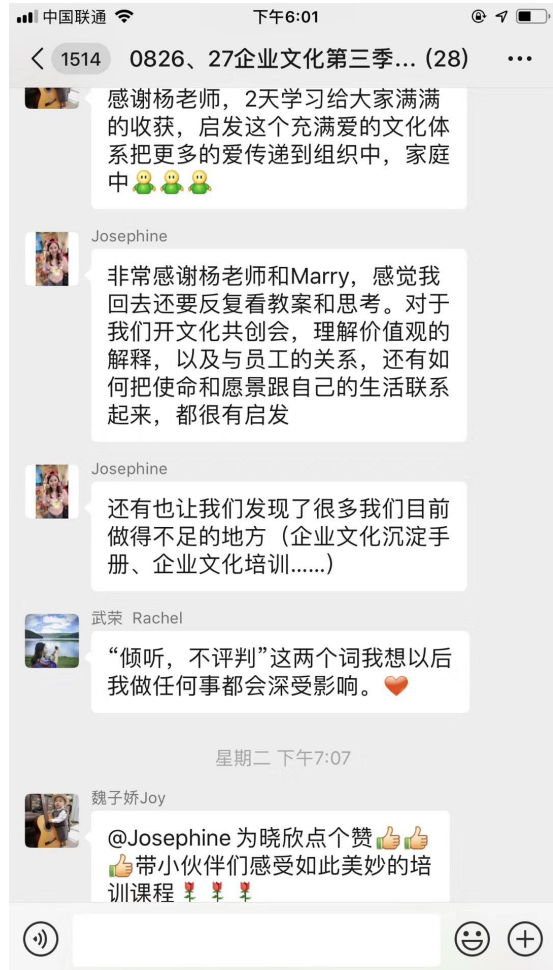 中国联通
下午6:01
1514
0826、27企业文化第三季... (28)
感谢杨老师，2天学习给大家满满
的收获，启发这个充满爱的文化体
系把更多的爱传递到组织中，家庭
中
Josephine
非常感谢杨老师和Marry，感觉我
回去还要反复看教案和思考。对于
我们开文化共创会，理解价值观的
解释，以及与员工的关系，还有如
何把使命和愿景跟自己的生活联系
起来，都很有启发
Josephine
还有也让我们发现了很多我们目前
做得不足的地方（企业文化沉淀手
册、企业文化培训......）
武荣 Rachel
“倾听，不评判”这两个词我想以后
我做任何事都会深受影响。❤️
星期二 下午7:07
魏子娇Joy
@Josephine 为晓欣点个赞👍👍
👍带小伙伴们感受如此美妙的培
训课程🌹🌹🌹